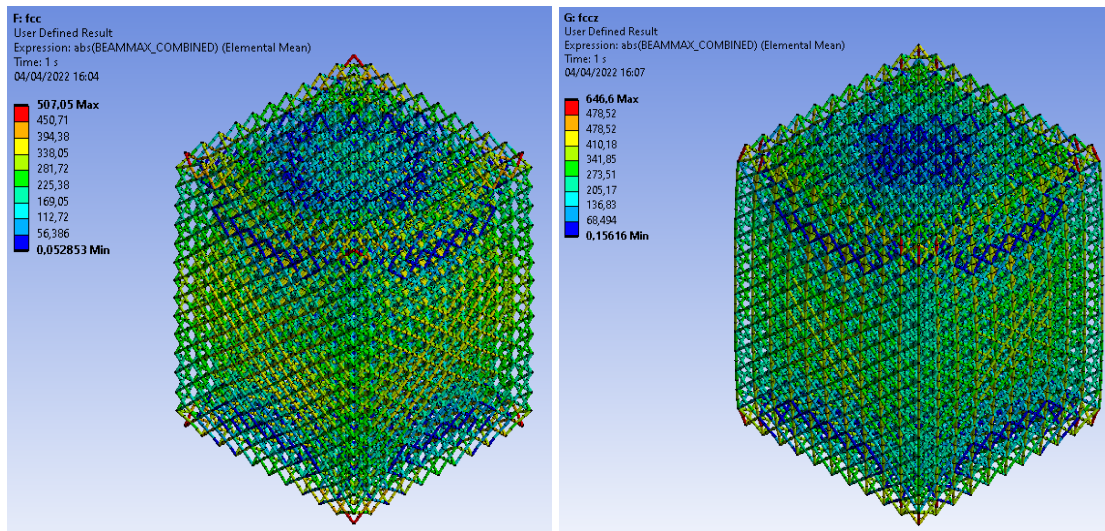 F: fcc
User Defined Result
Expression: abs(BEAMMAX_COMBINED) (Elemental Mean)
Time: 1 s
04/04/2022 16:04
507,05 Max
450,71
394,38
338,05
281,72
225,38
169,05
112,72
56,386
0,052853 Min
G: fccz
User Defined Result
Expression: abs(BEAMMAX_COMBINED) (Elemental Mean)
Time: 1 s
04/04/2022 16:07
646,6 Max
478,52
478,52
410,18
341,85
273,51
205,17
136,83
68,494
0,15616 Min